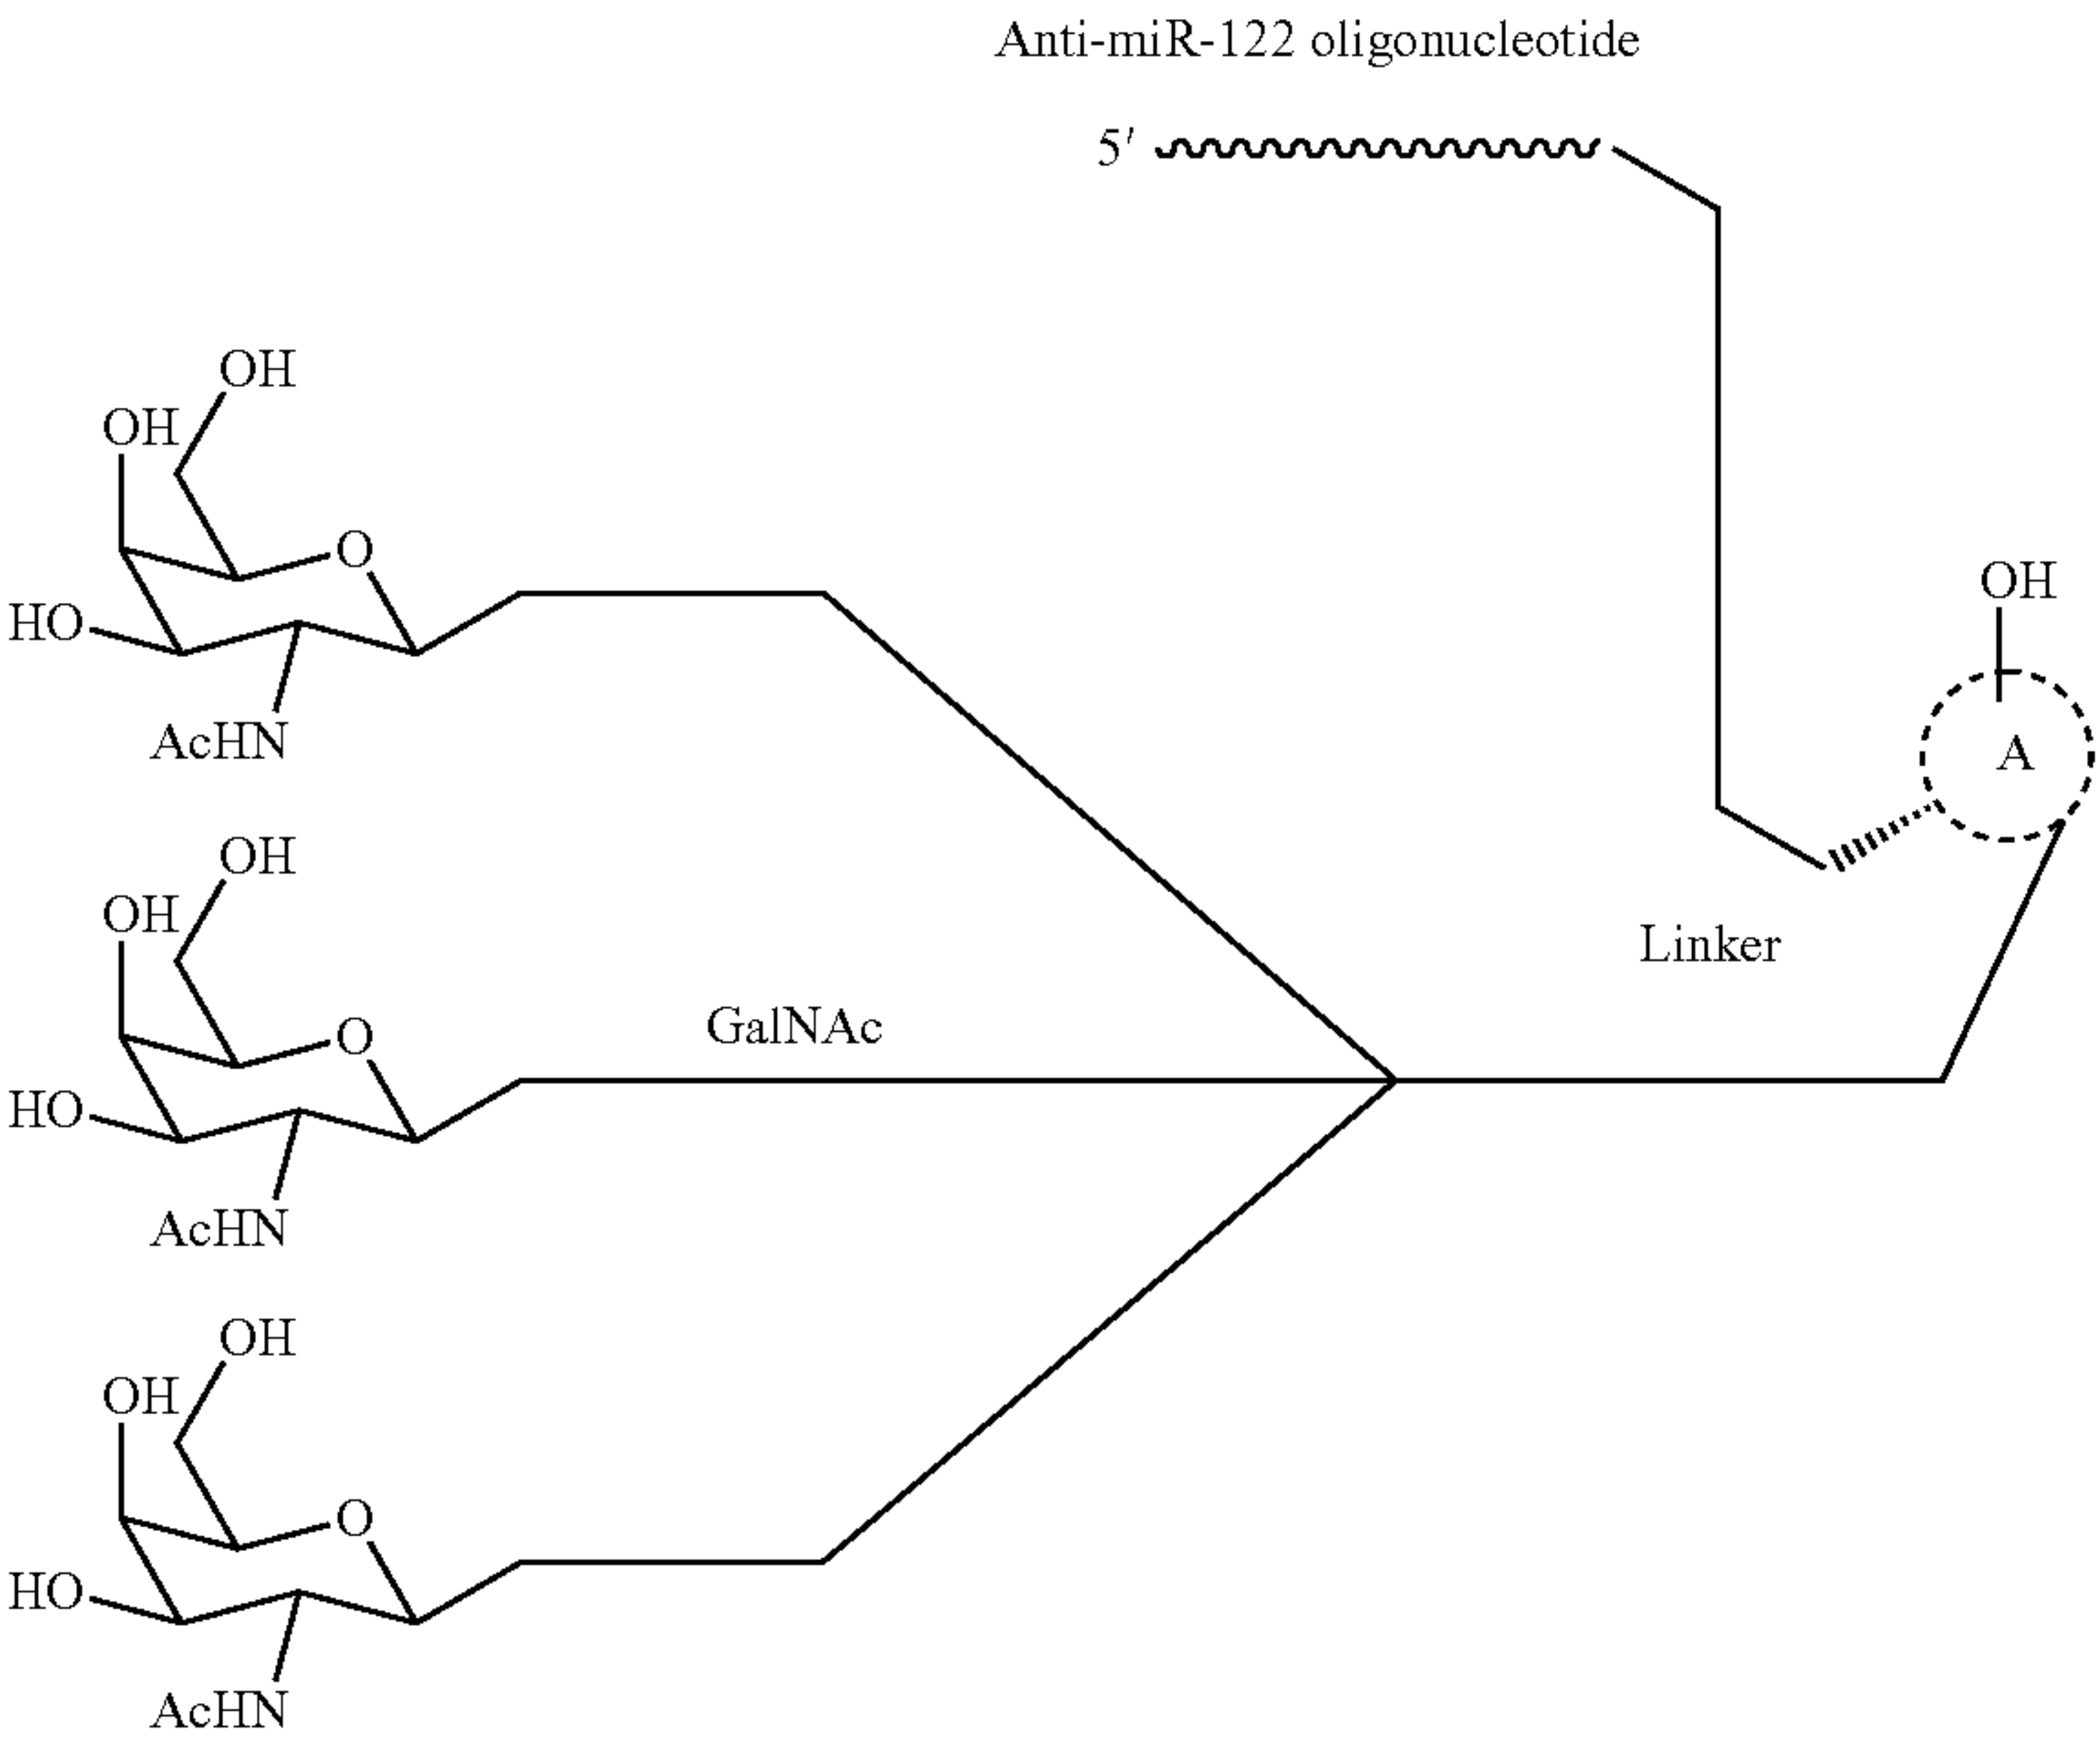 Anti-miR-122 oligonucleotide
5'
OH
OH
O
HO
AcHN
OH
A
OH
OH
O
HO
AcHN
GalNAc
Linker
OH
OH
O
HO
AcHN